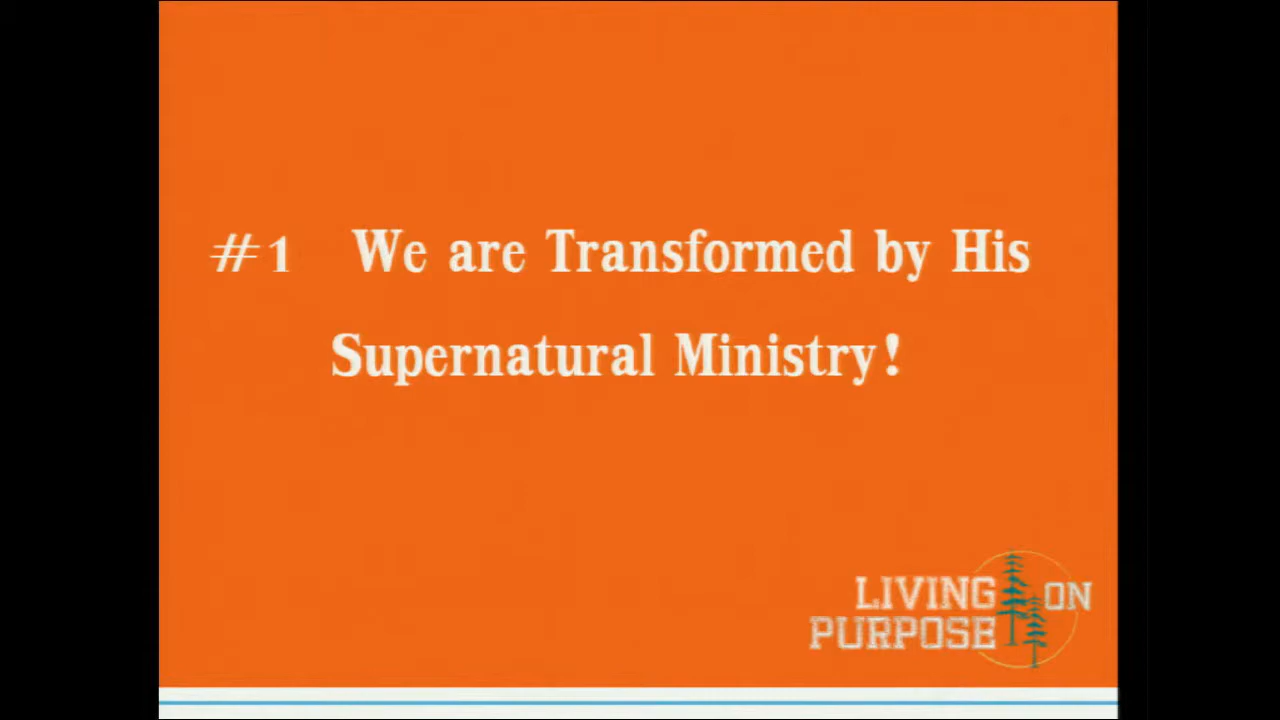 #1 We are Transformed by His
Supernatural Ministry!
LIVING ON
PURPOSE